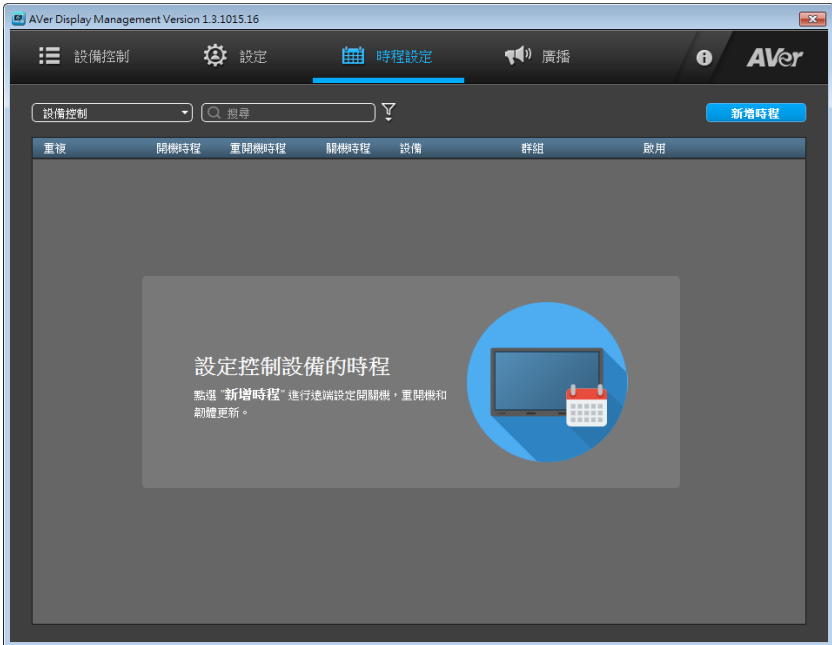 AVer Display Management Version 1.3.1015.16
設備控制 設定 時程設定 廣播 AVer
設備控制 搜尋 新增時程
重複 開機時程 重開機時程 關機時程 設備 群組 啟用
設定控制設備的時程
點選 "新增時程" 進行遠端設定開關機，重開機和
韌體更新。